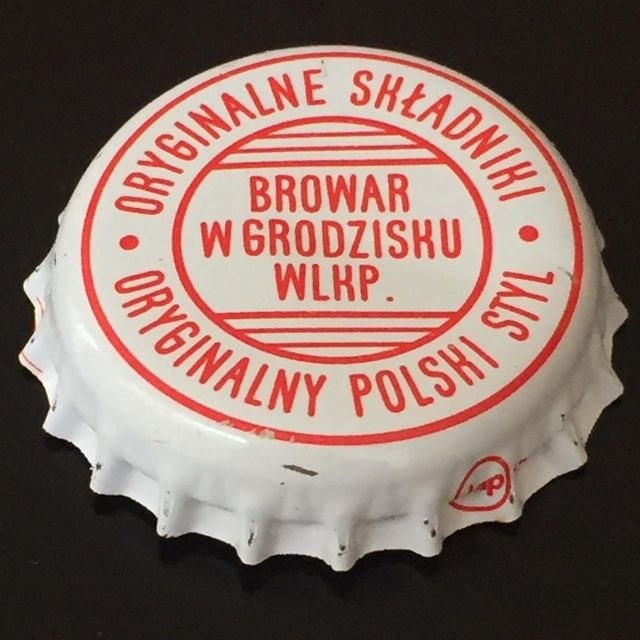 ORYGINALNE SKŁADNIKI
BROWAR
W GRODZISKU
WLKP.
ORYGINALNY POLSKI STYL